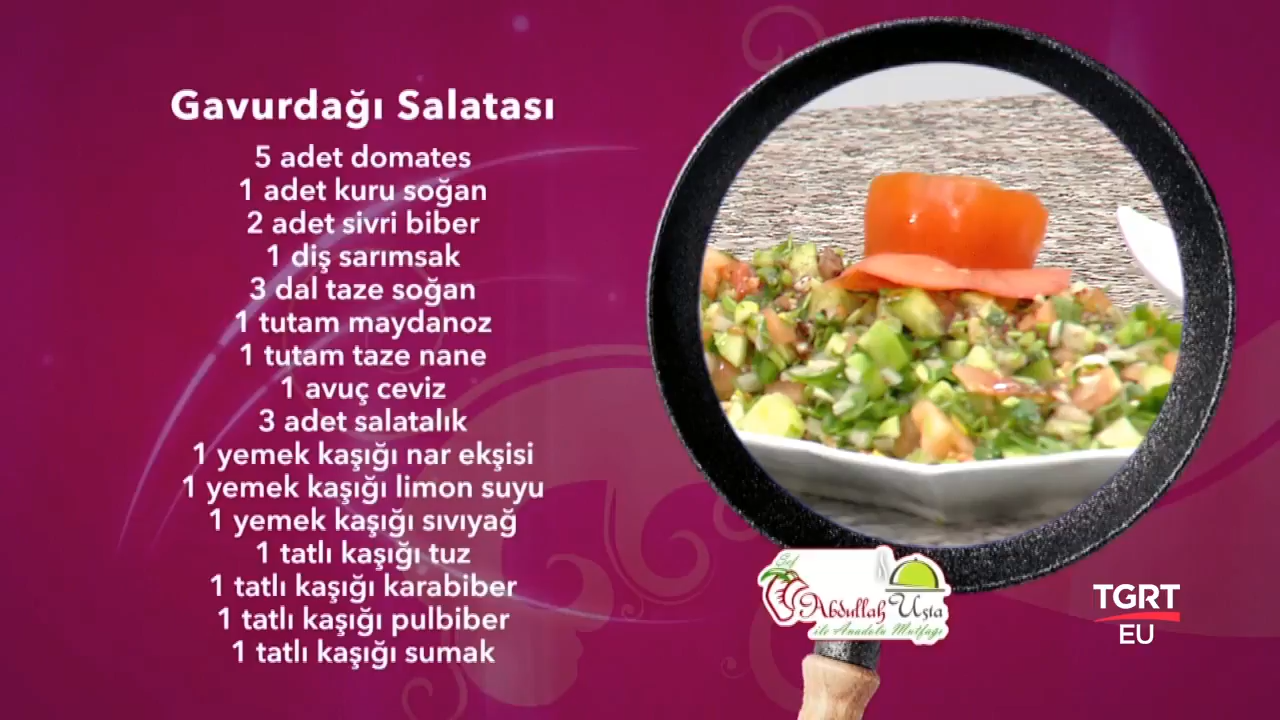 Gavurdağı Salatası
5 adet domates
1 adet kuru soğan
2 adet sivri biber
1 diş sarımsak
3 dal taze soğan
1 tutam maydanoz
1 tutam taze nane
1 avuç ceviz
3 adet salatalık
1 yemek kaşığı nar ekşisi
1 yemek kaşığı limon suyu
1 yemek kaşığı sıvıyağ
1 tatlı kaşığı tuz
1 tatlı kaşığı karabiber
1 tatlı kaşığı pulbiber
1 tatlı kaşığı sumak
Şef
Abdullah Usta
ile Anadolu Mutfağı
TGRT
EU